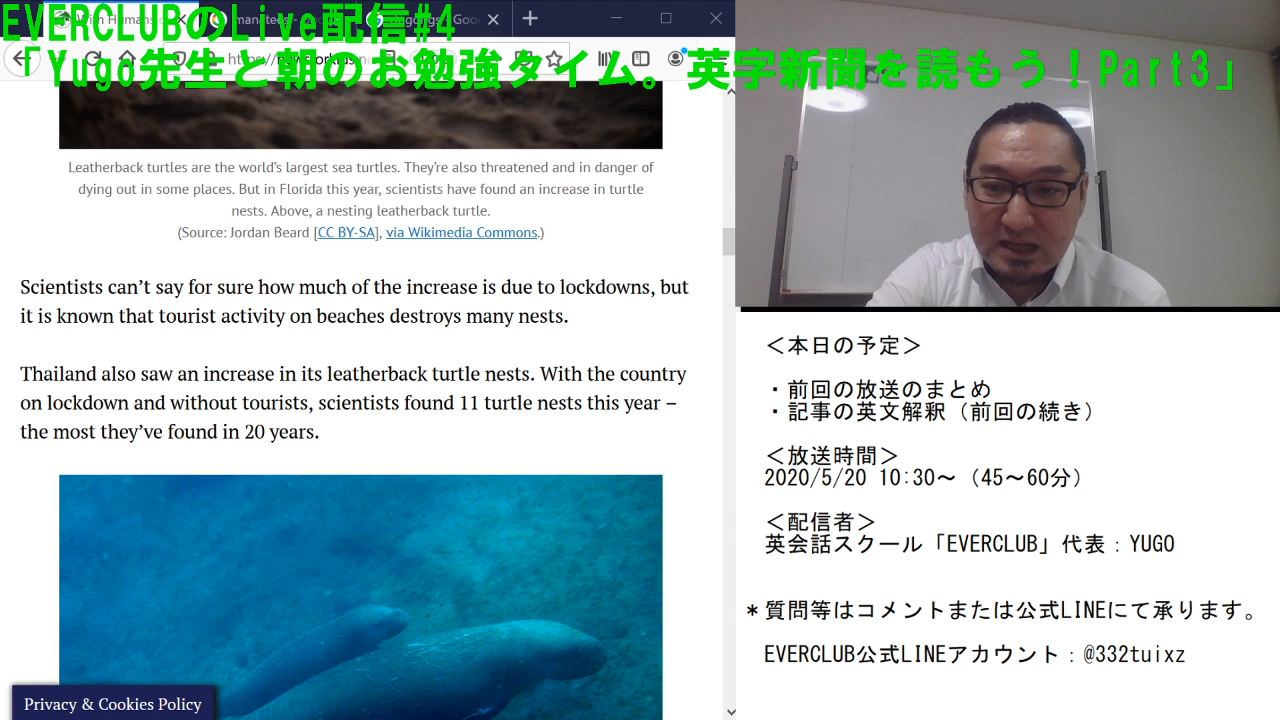 EVERCLUBのLive配信#4
「Yugo先生と朝のお勉強タイム。英字新聞を読もう！Part3」
Leatherback turtles are the world's largest sea turtles. They're also threatened and in danger of
dying out in some places. But in Florida this year, scientists have found an increase in turtle
nests. Above, a nesting leatherback turtle.
(Source: Jordan Beard [CC BY-SA], via Wikimedia Commons.)
Scientists can't say for sure how much of the increase is due to lockdowns, but
it is known that tourist activity on beaches destroys many nests.
Thailand also saw an increase in its leatherback turtle nests. With the country
on lockdown and without tourists, scientists found 11 turtle nests this year –
the most they've found in 20 years.
Privacy & Cookies Policy
＜本日の予定＞
・前回の放送のまとめ
・記事の英文解釈（前回の続き）
＜放送時間＞
2020/5/20 10:30～（45～60分）
＜配信者＞
英会話スクール「EVERCLUB」代表：YUGO
＊質問等はコメントまたは公式LINEにて承ります。
EVERCLUB公式LINEアカウント：@332tuixz